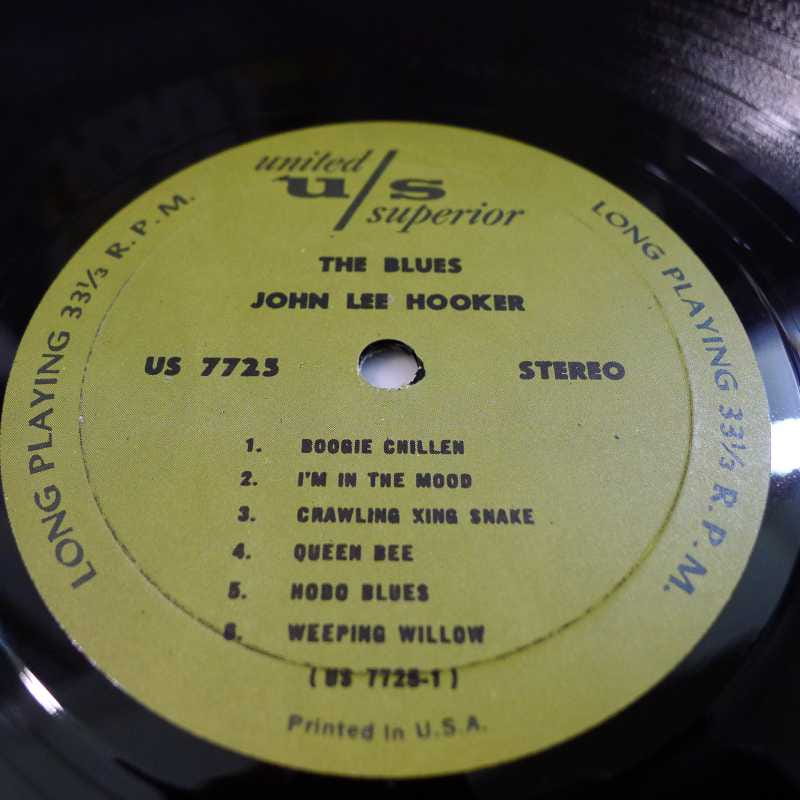 united
u/s
superior
THE BLUES
JOHN LEE HOOKER
US 7725
STEREO
1. BOOGIE CHILLEN
2. I'M IN THE MOOD
3. CRAWLING XING SNAKE
4. QUEEN BEE
5. HOBO BLUES
6. WEEPING WILLOW
( US 7725-1 )
Printed in U.S.A.
LONG PLAYING 33⅓ R.P.M.
LONG PLAYING 33⅓ R.P.M.